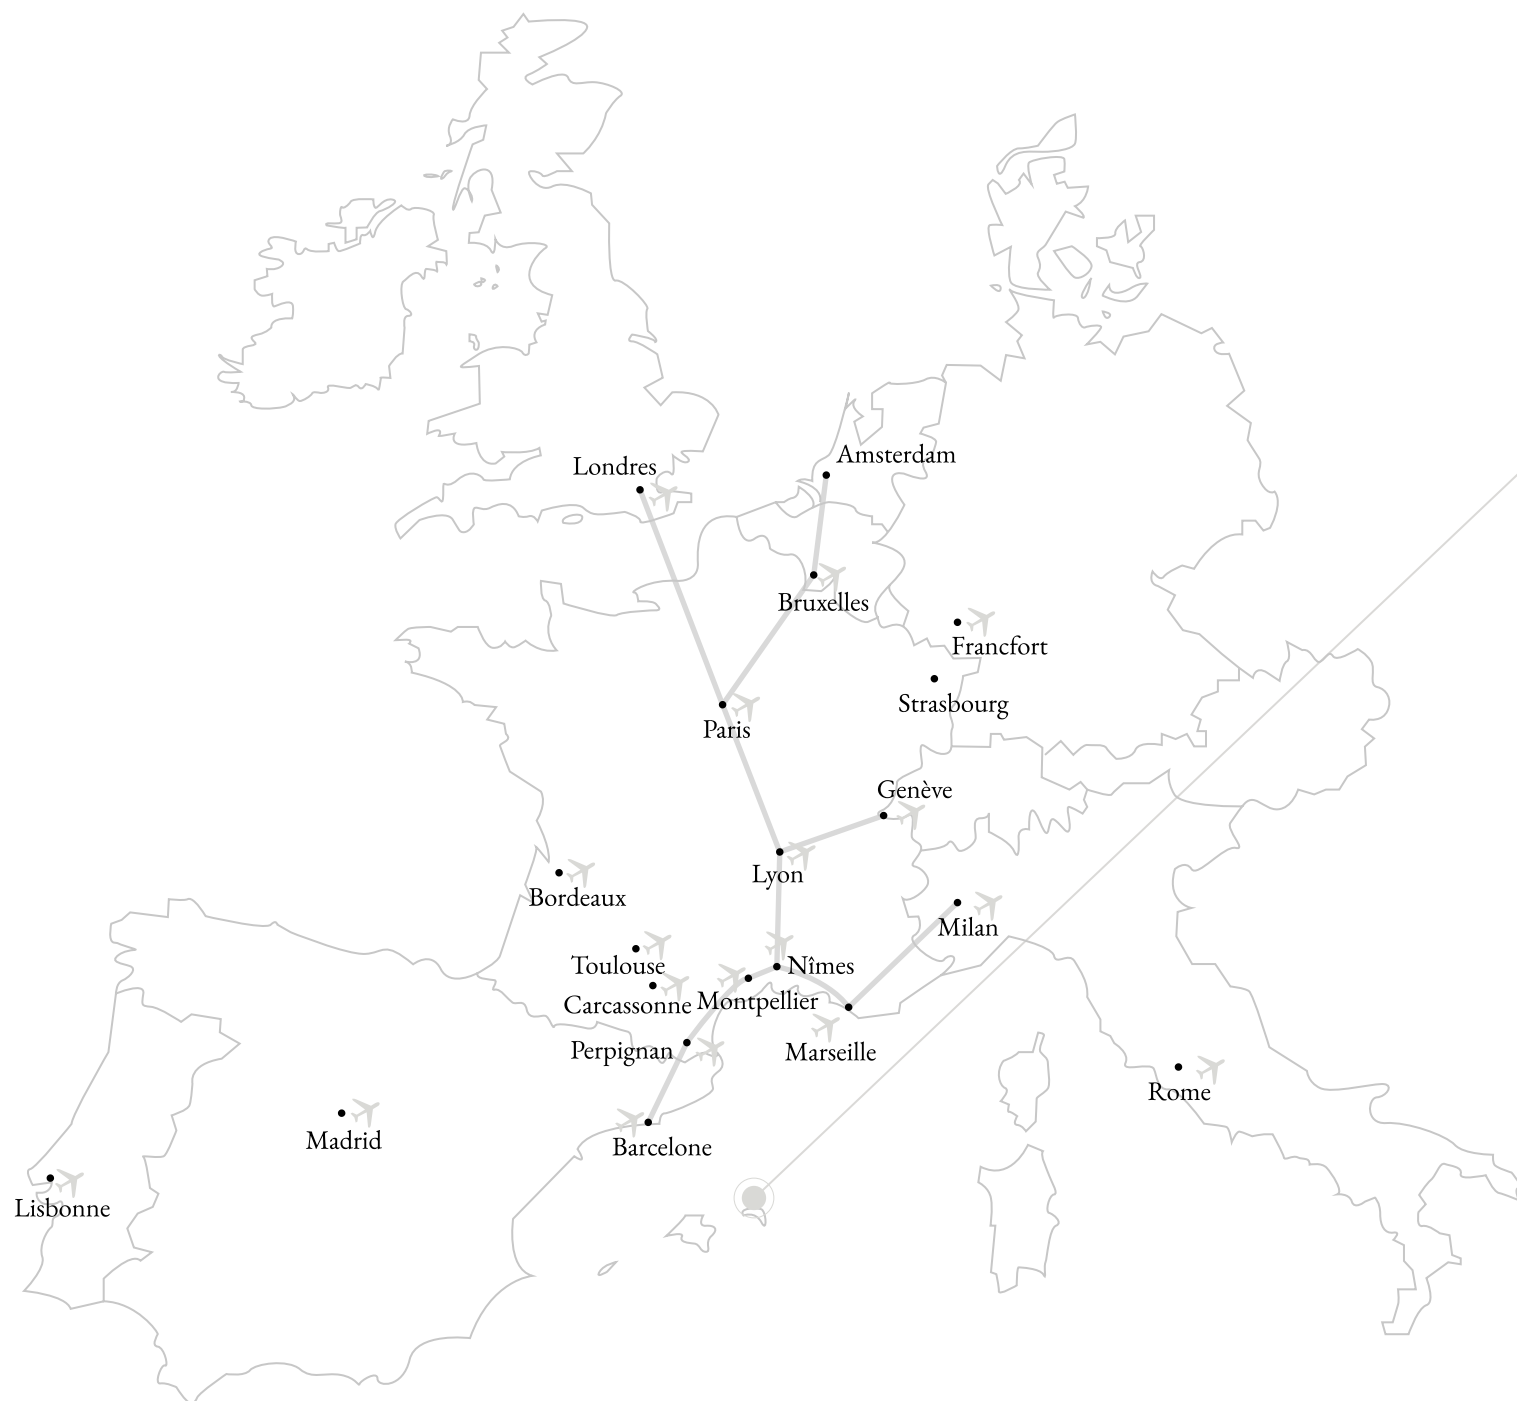 Amsterdam
Londres
Bruxelles
Francfort
Strasbourg
Paris
Genève
Lyon
Bordeaux
Milan
Toulouse
Nîmes
Carcassonne
Montpellier
Perpignan
Marseille
Rome
Madrid
Barcelone
Lisbonne